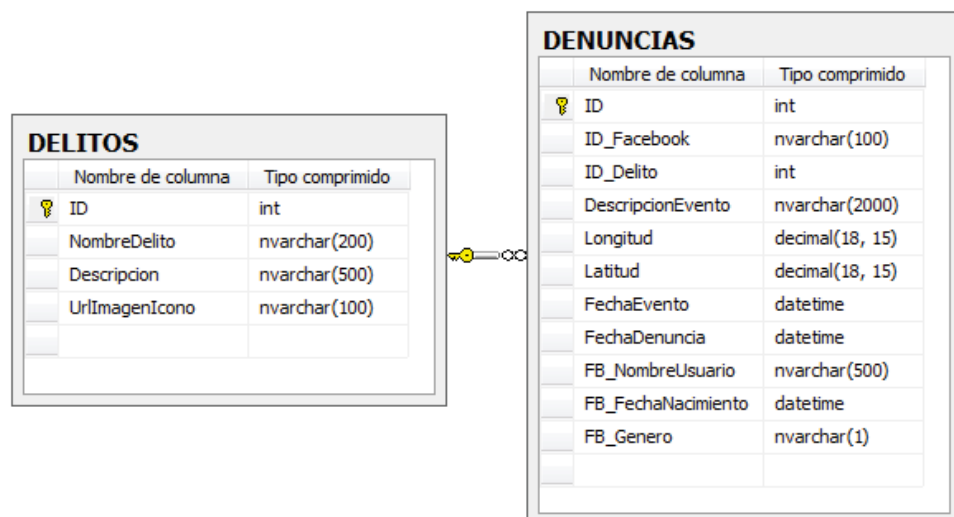 DELITOS
Nombre de columna Tipo comprimido
ID int
NombreDelito nvarchar(200)
Descripcion nvarchar(500)
UrlImagenIcono nvarchar(100)
DENUNCIAS
Nombre de columna Tipo comprimido
ID int
ID_Facebook nvarchar(100)
ID_Delito int
DescripcionEvento nvarchar(2000)
Longitud decimal(18, 15)
Latitud decimal(18, 15)
FechaEvento datetime
FechaDenuncia datetime
FB_NombreUsuario nvarchar(500)
FB_FechaNacimiento datetime
FB_Genero nvarchar(1)